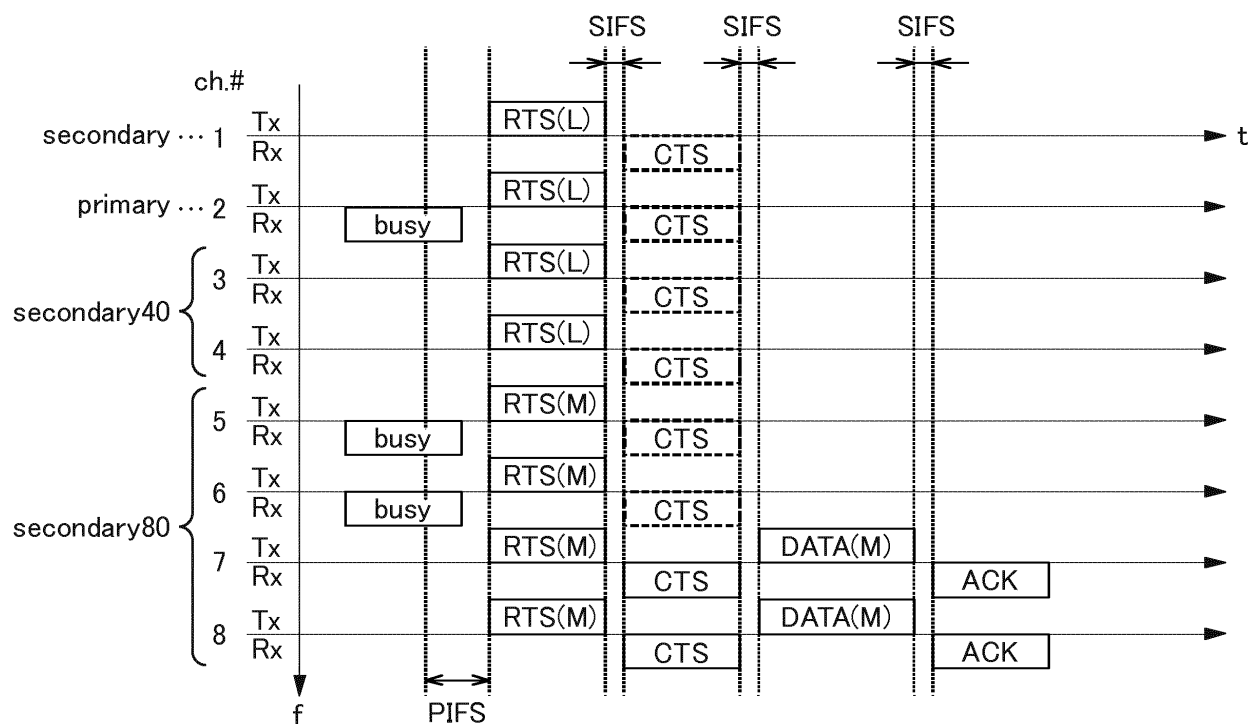 SIFS SIFS SIFS
ch.#
Tx RTS(L)
secondary ··· 1 t
Rx CTS
Tx RTS(L)
primary ··· 2
Rx busy CTS
Tx RTS(L)
3
Rx CTS
secondary40
Tx RTS(L)
4
Rx CTS
Tx RTS(M)
5
Rx busy CTS
Tx RTS(M)
6
Rx busy CTS
secondary80
Tx RTS(M) DATA(M)
7
Rx CTS ACK
Tx RTS(M) DATA(M)
8
Rx CTS ACK
f PIFS